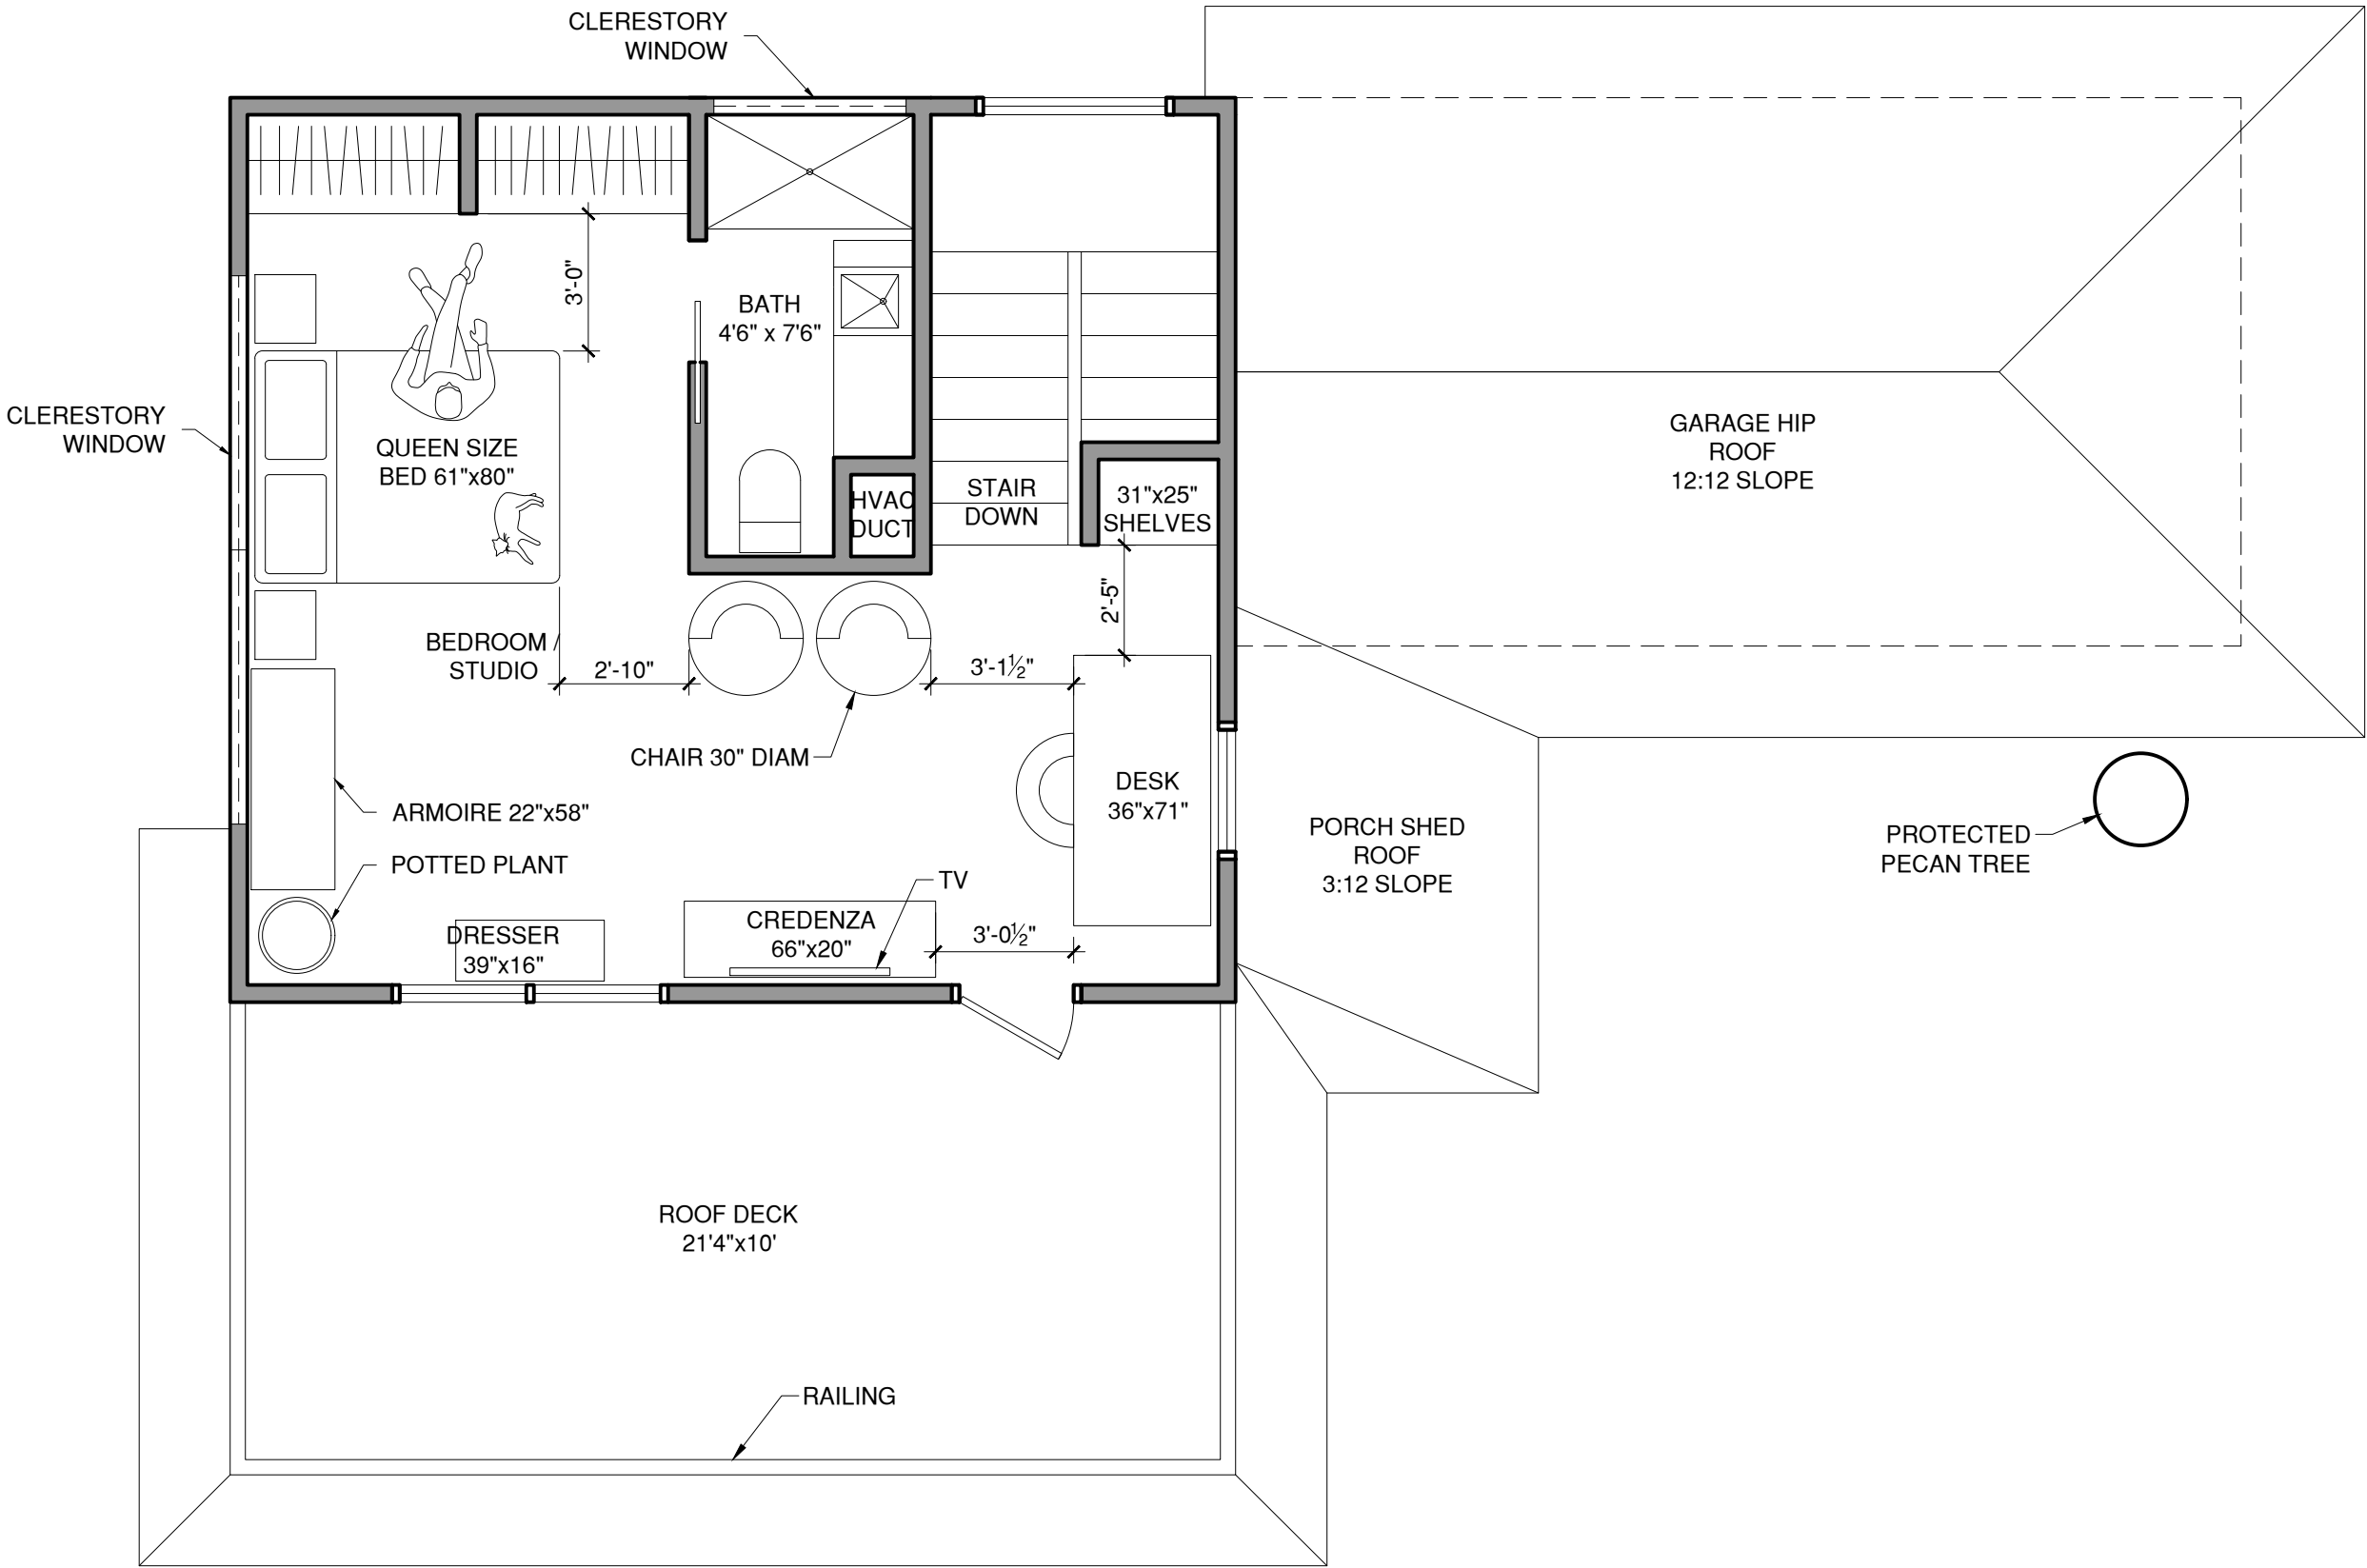 CLERESTORY
WINDOW
3'-0"
BATH
4'6" x 7'6"
CLERESTORY
WINDOW
QUEEN SIZE
BED 61"x80"
HVAC
DUCT
STAIR
DOWN
31"x25"
SHELVES
GARAGE HIP
ROOF
12:12 SLOPE
2'-5"
BEDROOM /
STUDIO
2'-10"
3'-1½"
CHAIR 30" DIAM
ARMOIRE 22"x58"
DESK
36"x71"
POTTED PLANT
TV
PORCH SHED
ROOF
3:12 SLOPE
PROTECTED
PECAN TREE
DRESSER
39"x16"
CREDENZA
66"x20"
3'-0½"
ROOF DECK
21'4"x10'
RAILING